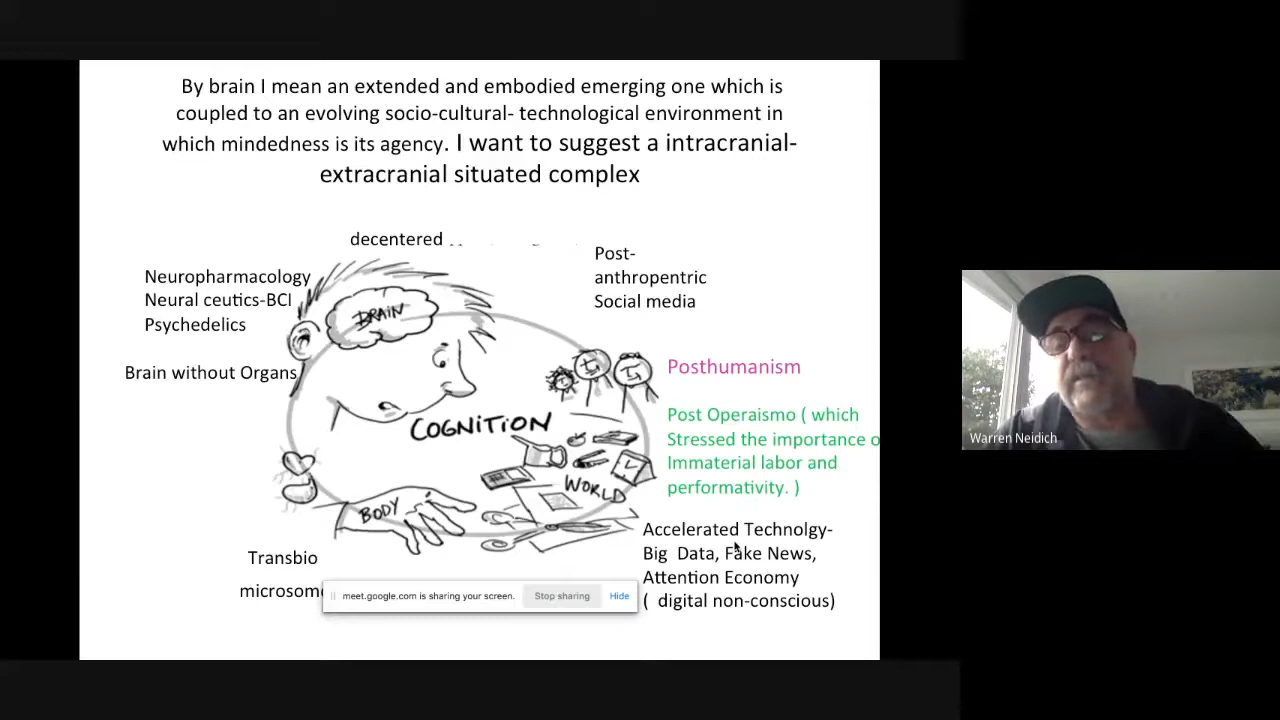 By brain I mean an extended and embodied emerging one which is
coupled to an evolving socio-cultural- technological environment in
which mindedness is its agency. I want to suggest a intracranial-
extracranial situated complex
decentered
Post-
anthropentric
Social media
Neuropharmacology
Neural ceutics-BCI
Psychedelics
Brain without Organs
BRAIN
COGNITION
WORLD
BODY
Posthumanism
Post Operaismo ( which
Stressed the importance o
Immaterial labor and
performativity. )
Accelerated Technolgy-
Big Data, Fake News,
Attention Economy
( digital non-conscious)
Transbio
microsom
meet.google.com is sharing your screen.
Stop sharing
Hide
Warren Neidich